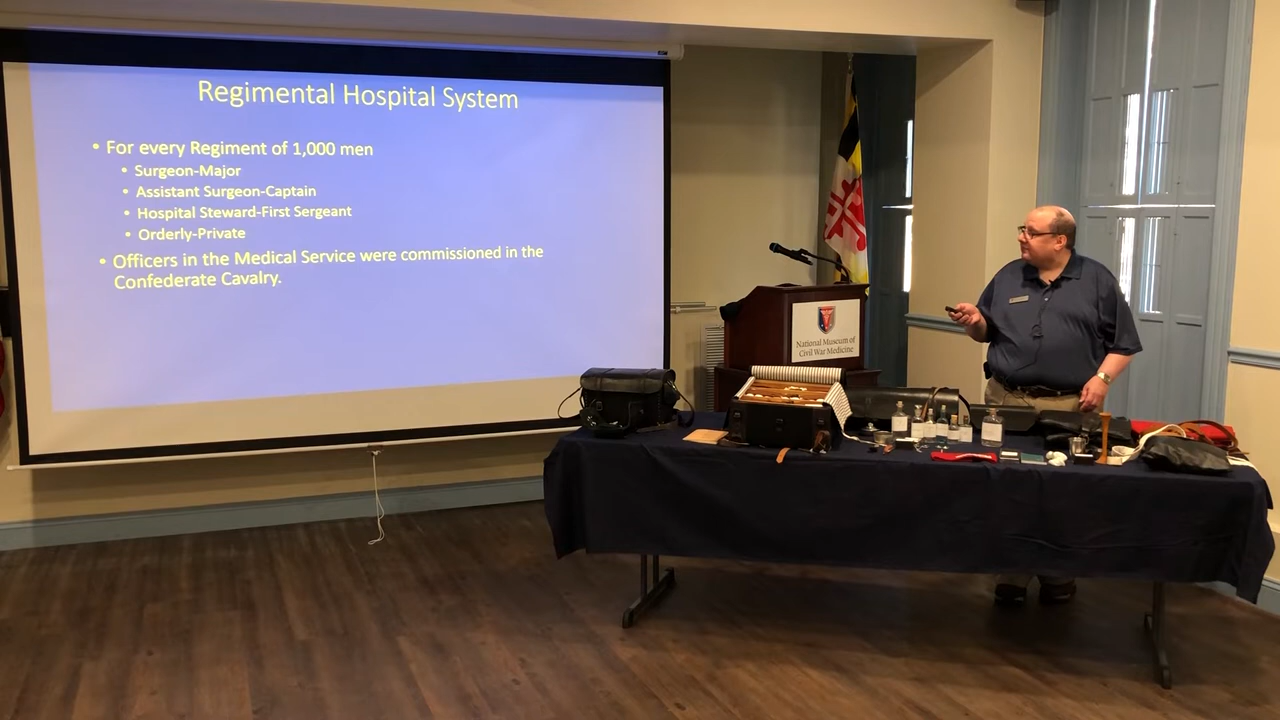 Regimental Hospital System
• For every Regiment of 1,000 men
• Surgeon-Major
• Assistant Surgeon-Captain
• Hospital Steward-First Sergeant
• Orderly-Private
• Officers in the Medical Service were commissioned in the
Confederate Cavalry.
National Museum of
Civil War Medicine